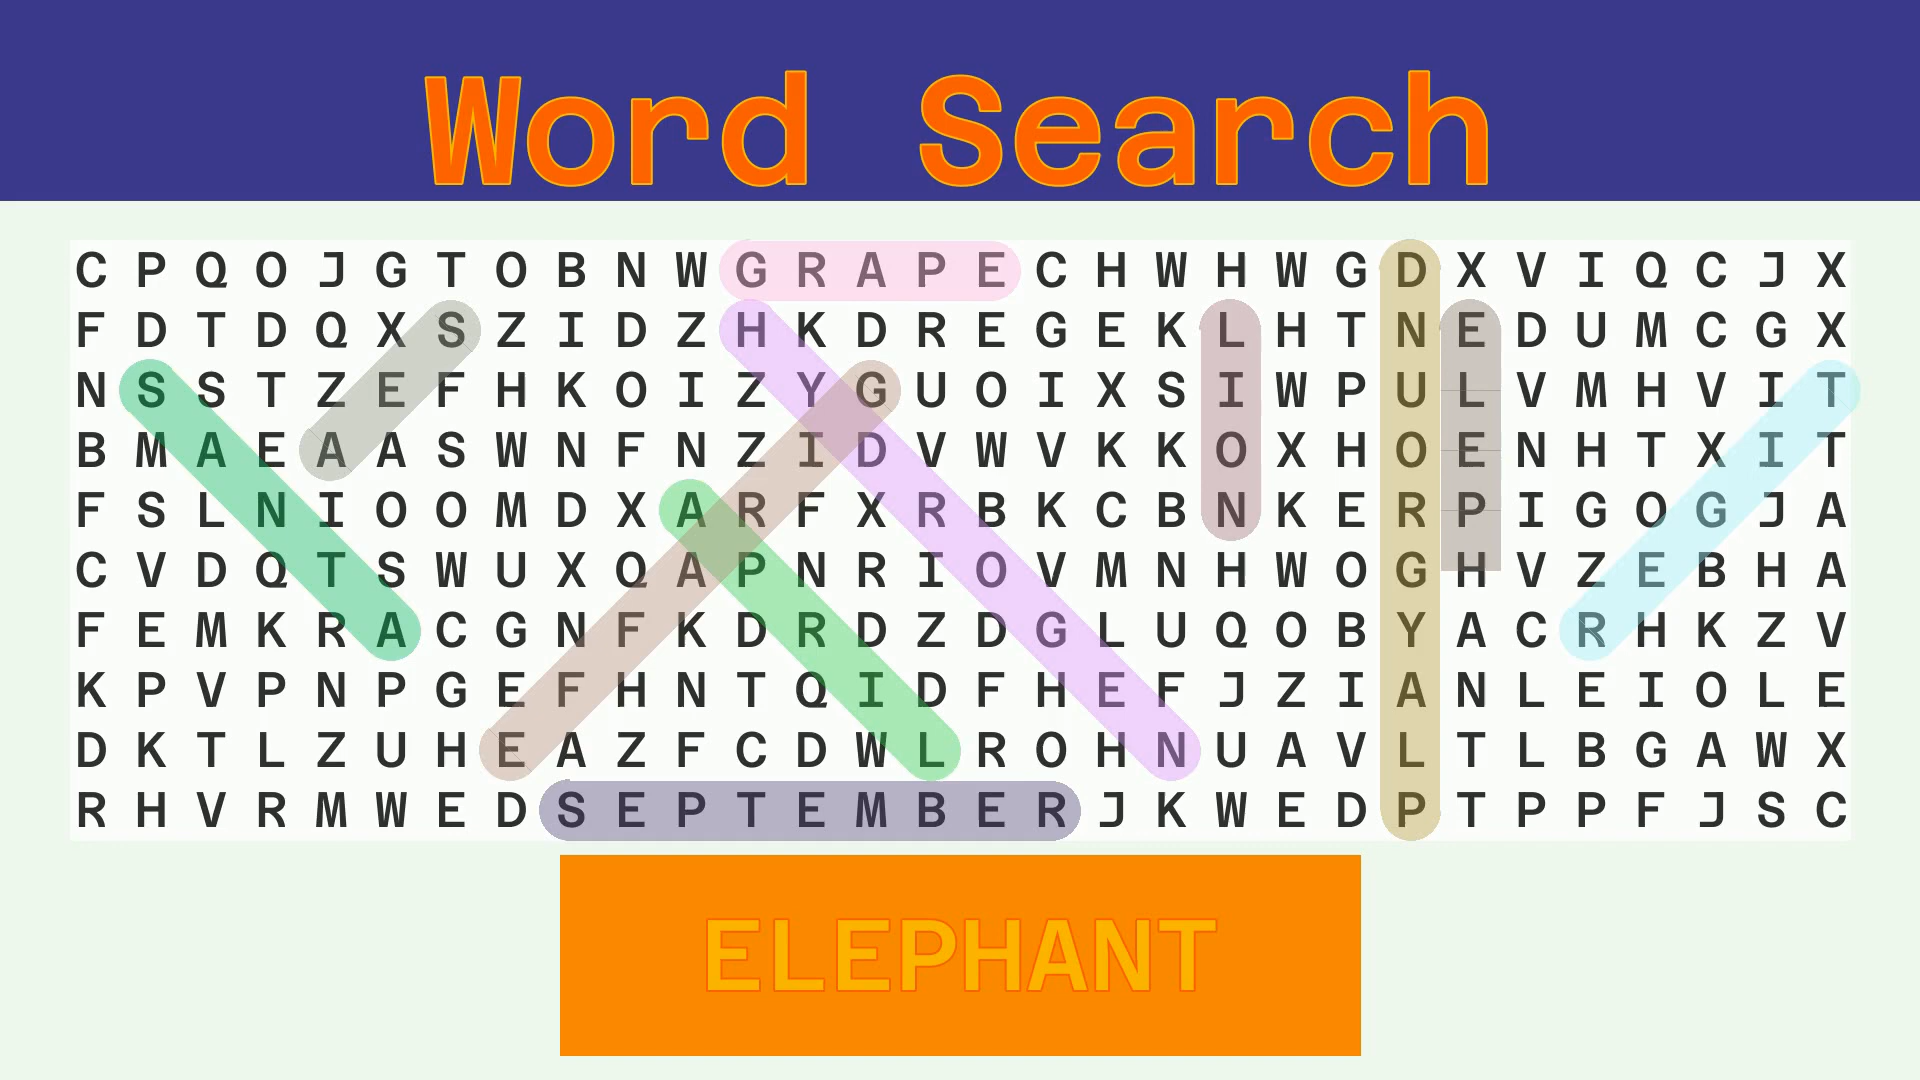 Word Search
C P Q O J G T O B N W G R A P E C H W H W G D X V I Q C J X
F D T D Q X S Z I D Z H K D R E G E K L H T N E D U M C G X
N S S T Z E F H K O I Z Y G U O I X S I W P U L V M H V I T
B M A E A A S W N F N Z I D V W V K K O X H O E N H T X I T
F S L N I O O M D X A R F X R B K C B N K E R P I G O G J A
C V D Q T S W U X Q A P N R I O V M N H W O G H V Z E B H A
F E M K R A C G N F K D R D Z D G L U Q O B Y A C R H K Z V
K P V P N P G E F H N T Q I D F H E F J Z I A N L E I O L E
D K T L Z U H E A Z F C D W L R O H N U A V L T L B G A W X
R H V R M W E D S E P T E M B E R J K W E D P T P P F J S C
ELEPHANT